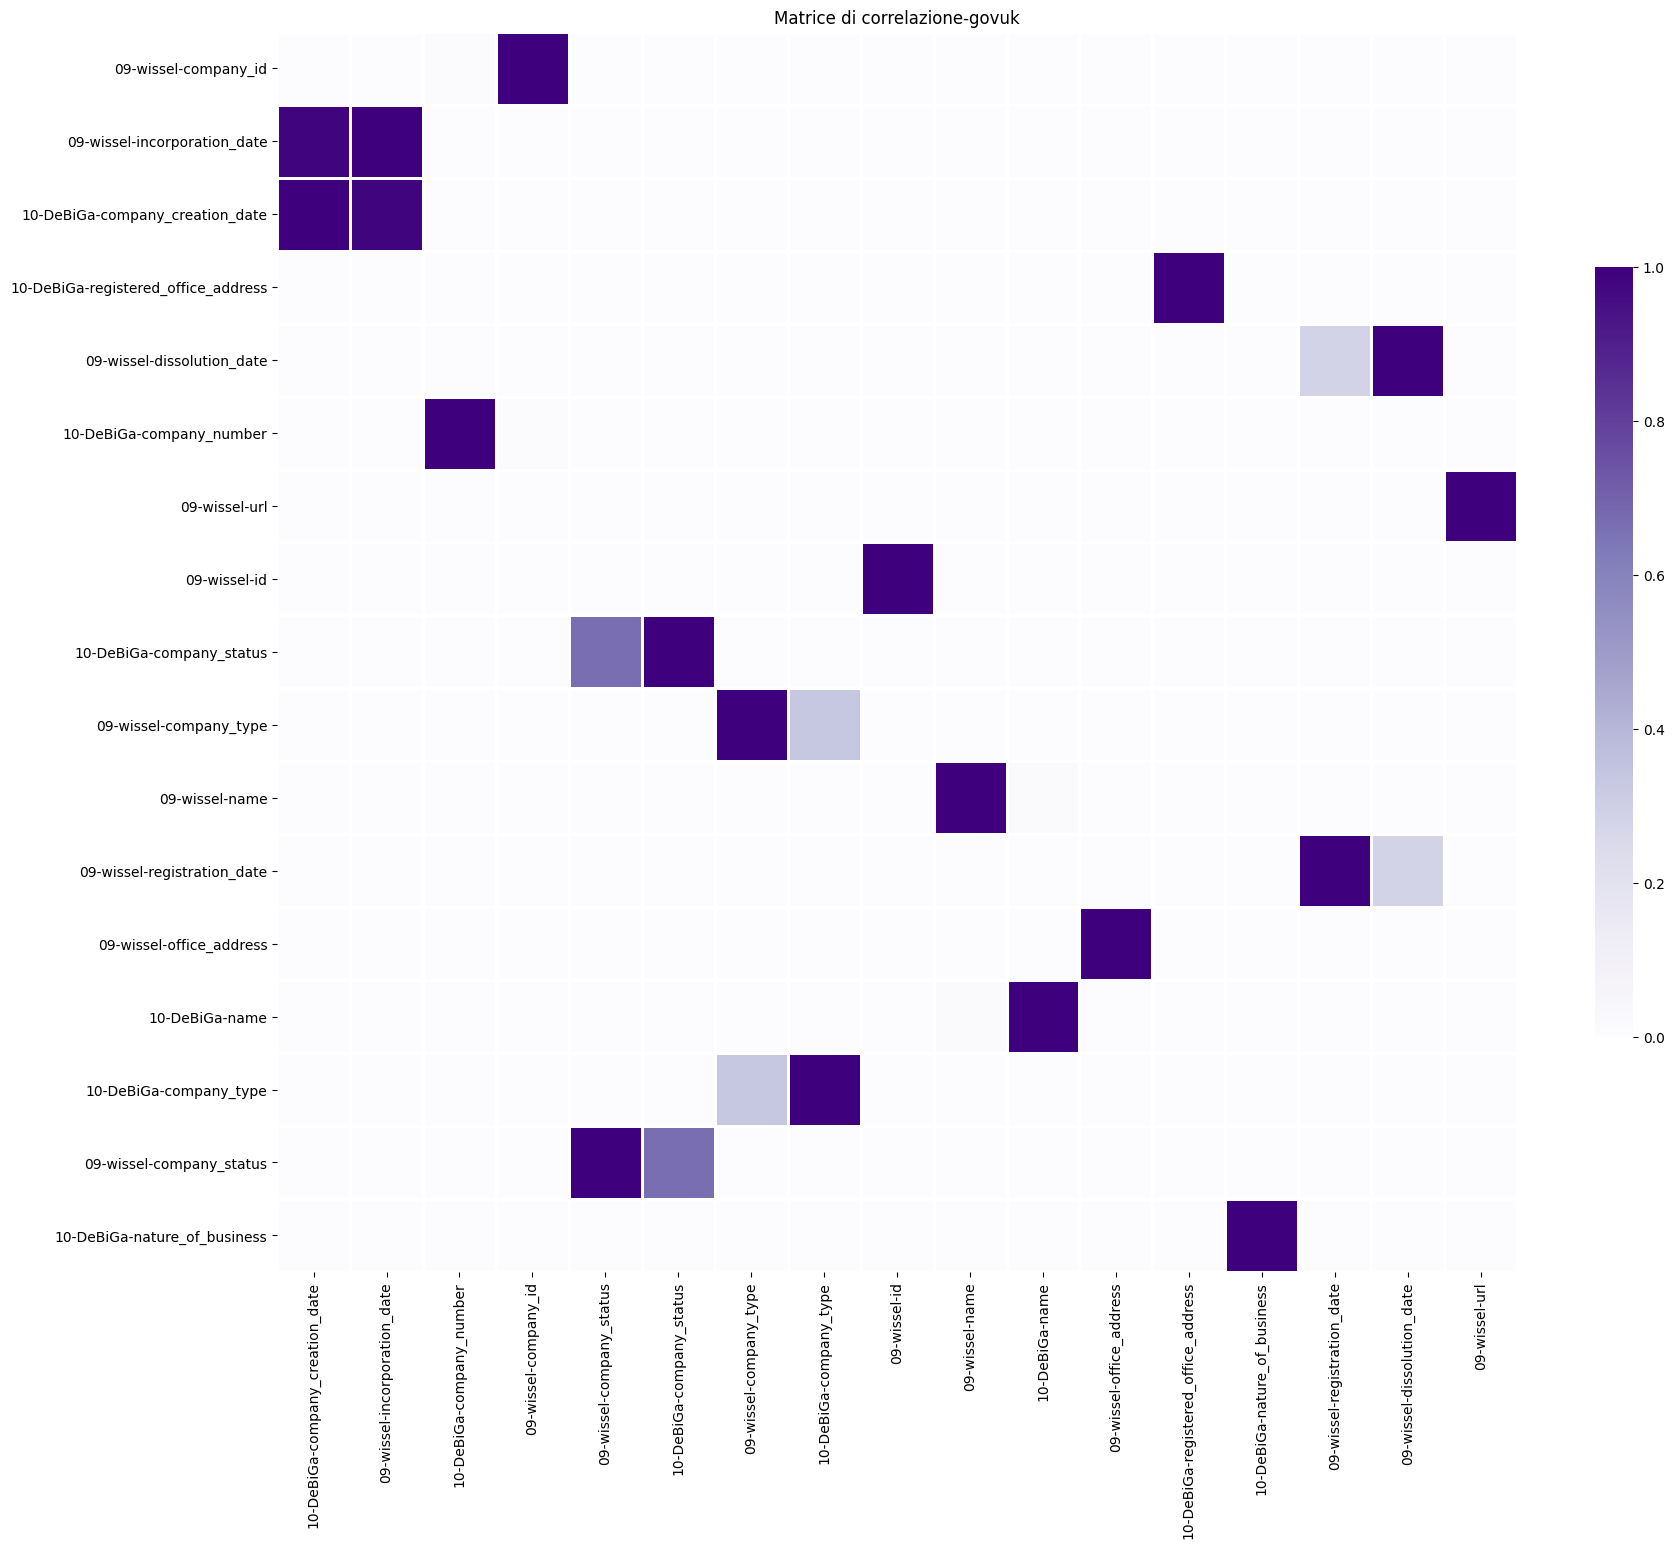 Matrice di correlazione-govuk
09-wissel-company_id
09-wissel-incorporation_date
10-DeBiGa-company_creation_date
10-DeBiGa-registered_office_address
09-wissel-dissolution_date
10-DeBiGa-company_number
09-wissel-url
09-wissel-id
10-DeBiGa-company_status
09-wissel-company_type
09-wissel-name
09-wissel-registration_date
09-wissel-office_address
10-DeBiGa-name
10-DeBiGa-company_type
09-wissel-company_status
10-DeBiGa-nature_of_business
10-DeBiGa-company_creation_date
09-wissel-incorporation_date
10-DeBiGa-company_number
09-wissel-company_id
09-wissel-company_status
10-DeBiGa-company_status
09-wissel-company_type
10-DeBiGa-company_type
09-wissel-id
09-wissel-name
10-DeBiGa-name
09-wissel-office_address
10-DeBiGa-registered_office_address
10-DeBiGa-nature_of_business
09-wissel-registration_date
09-wissel-dissolution_date
09-wissel-url
1.0
0.8
0.6
0.4
0.2
0.0